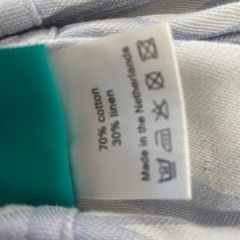 70% cotton
30% linen
Made in the Netherlands